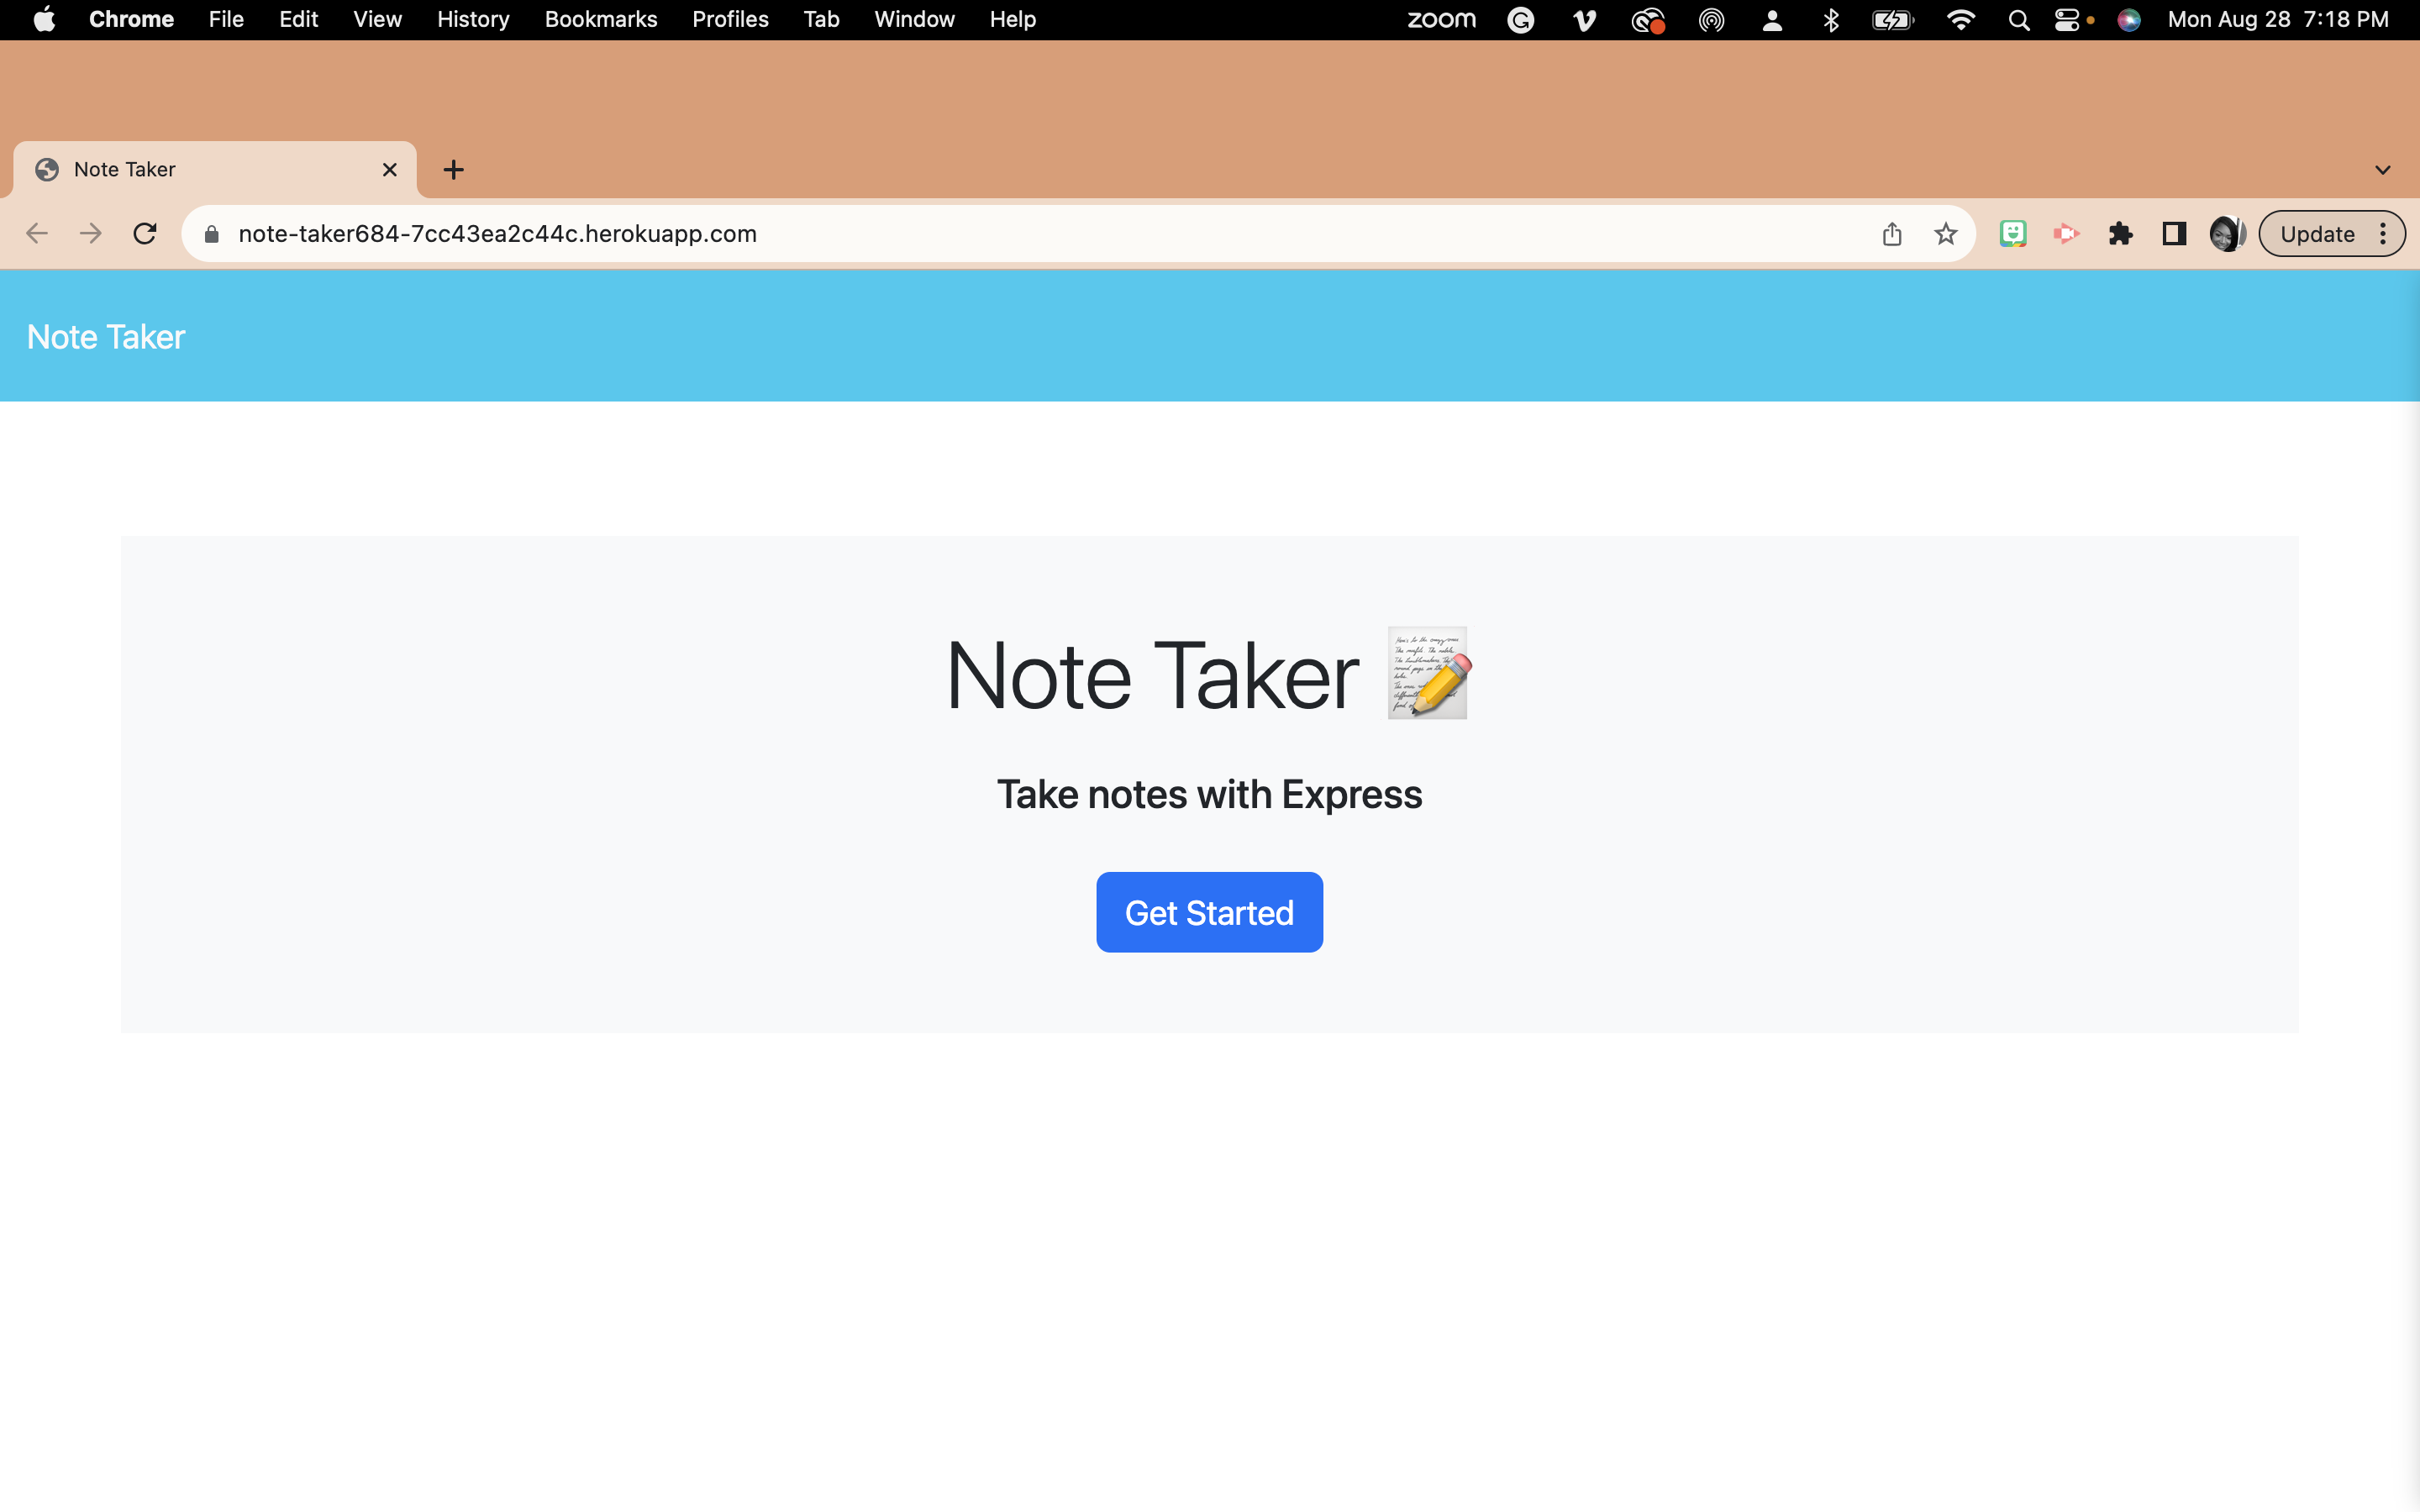 Chrome File Edit View History Bookmarks Profiles Tab Window Help zoom Mon Aug 28 7:18 PM
Note Taker
note-taker684-7cc43ea2c44c.herokuapp.com Update
Note Taker
Note Taker
Take notes with Express
Get Started